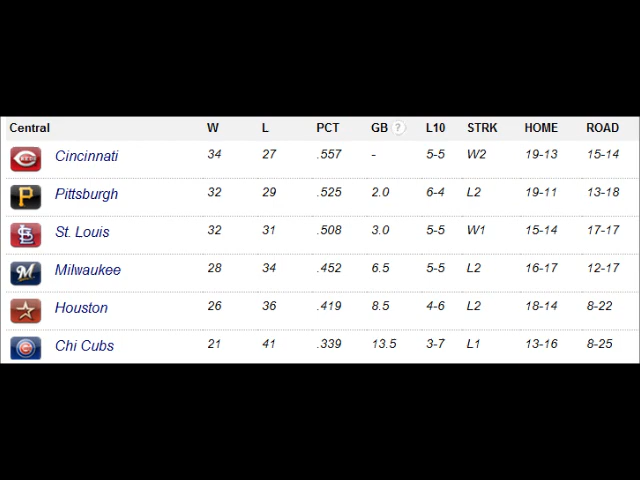 Central W L PCT GB ? L10 STRK HOME ROAD
Cincinnati 34 27 .557 - 5-5 W2 19-13 15-14
P Pittsburgh 32 29 .525 2.0 6-4 L2 19-11 13-18
STL St. Louis 32 31 .508 3.0 5-5 W1 15-14 17-17
M Milwaukee 28 34 .452 6.5 5-5 L2 16-17 12-17
Houston 26 36 .419 8.5 4-6 L2 18-14 8-22
Chi Cubs 21 41 .339 13.5 3-7 L1 13-16 8-25